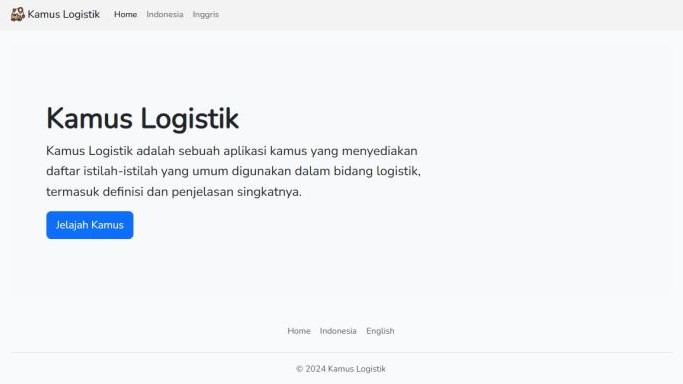 Kamus Logistik Home Indonesia Inggris
Kamus Logistik
Kamus Logistik adalah sebuah aplikasi kamus yang menyediakan
daftar istilah-istilah yang umum digunakan dalam bidang logistik,
termasuk definisi dan penjelasan singkatnya.
Jelajah Kamus
Home Indonesia English
© 2024 Kamus Logistik